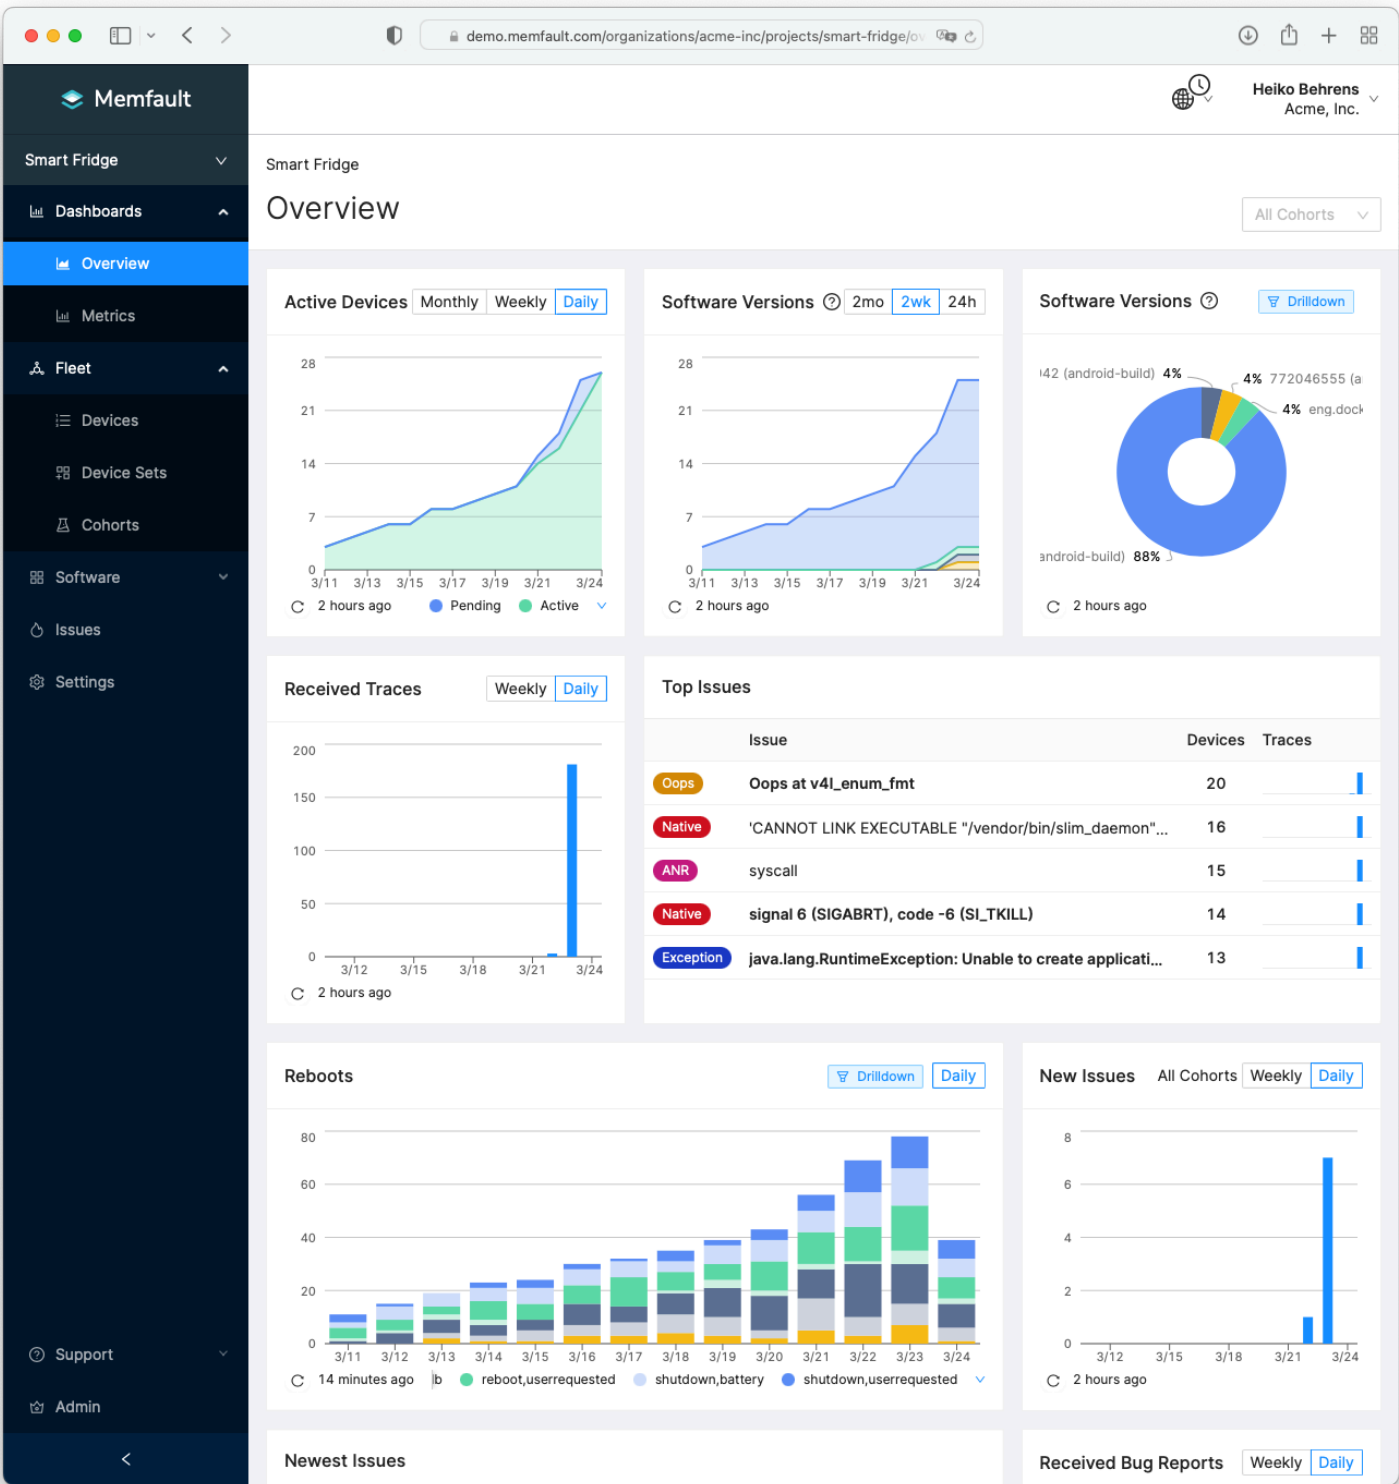 demo.memfault.com/organizations/acme-inc/projects/smart-fridge/ov
Memfault
Heiko Behrens
Acme, Inc.
Smart Fridge
Dashboards
Overview
Metrics
Fleet
Devices
Device Sets
Cohorts
Software
Issues
Settings
Support
Admin
Smart Fridge
Overview
All Cohorts
Active Devices Monthly Weekly Daily
28
21
14
7
0
3/11 3/13 3/15 3/17 3/19 3/21 3/24
2 hours ago Pending Active
Software Versions 2mo 2wk 24h
28
21
14
7
0
3/11 3/13 3/15 3/17 3/19 3/21 3/24
2 hours ago
Software Versions Drilldown
42 (android-build) 4%
4% 772046555 (a
4% eng.dock
android-build) 88%
2 hours ago
Received Traces Weekly Daily
200
150
100
50
0
3/12 3/15 3/18 3/21 3/24
2 hours ago
Top Issues
Issue Devices Traces
Oops Oops at v4l_enum_fmt 20
Native 'CANNOT LINK EXECUTABLE "/vendor/bin/slim_daemon"... 16
ANR syscall 15
Native signal 6 (SIGABRT), code -6 (SI_TKILL) 14
Exception java.lang.RuntimeException: Unable to create applicati... 13
Reboots Drilldown Daily
80
60
40
20
0
3/11 3/12 3/13 3/14 3/15 3/16 3/17 3/18 3/19 3/20 3/21 3/22 3/23 3/24
14 minutes ago b reboot,userrequested shutdown,battery shutdown,userrequested
New Issues All Cohorts Weekly Daily
8
6
4
2
0
3/12 3/15 3/18 3/21 3/24
2 hours ago
Newest Issues
Received Bug Reports Weekly Daily